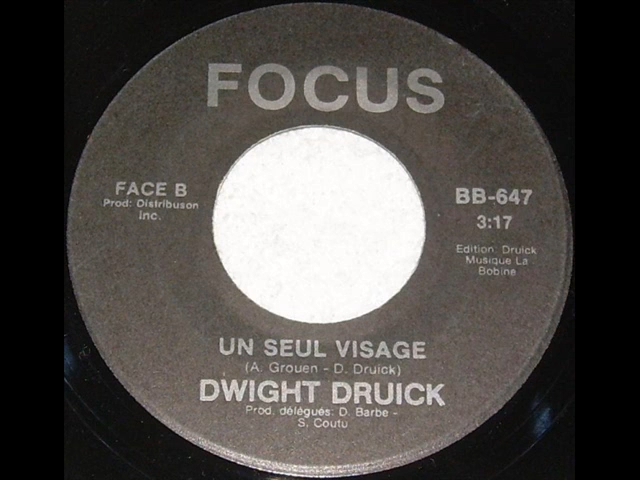 FOCUS
FACE B
Prod: Distribuson
Inc.
BB-647
3:17
Edition: Druick
Musique La
Bobine
UN SEUL VISAGE
(A. Grouen - D. Druick)
DWIGHT DRUICK
Prod. délégués: D. Barbe -
S. Coutu